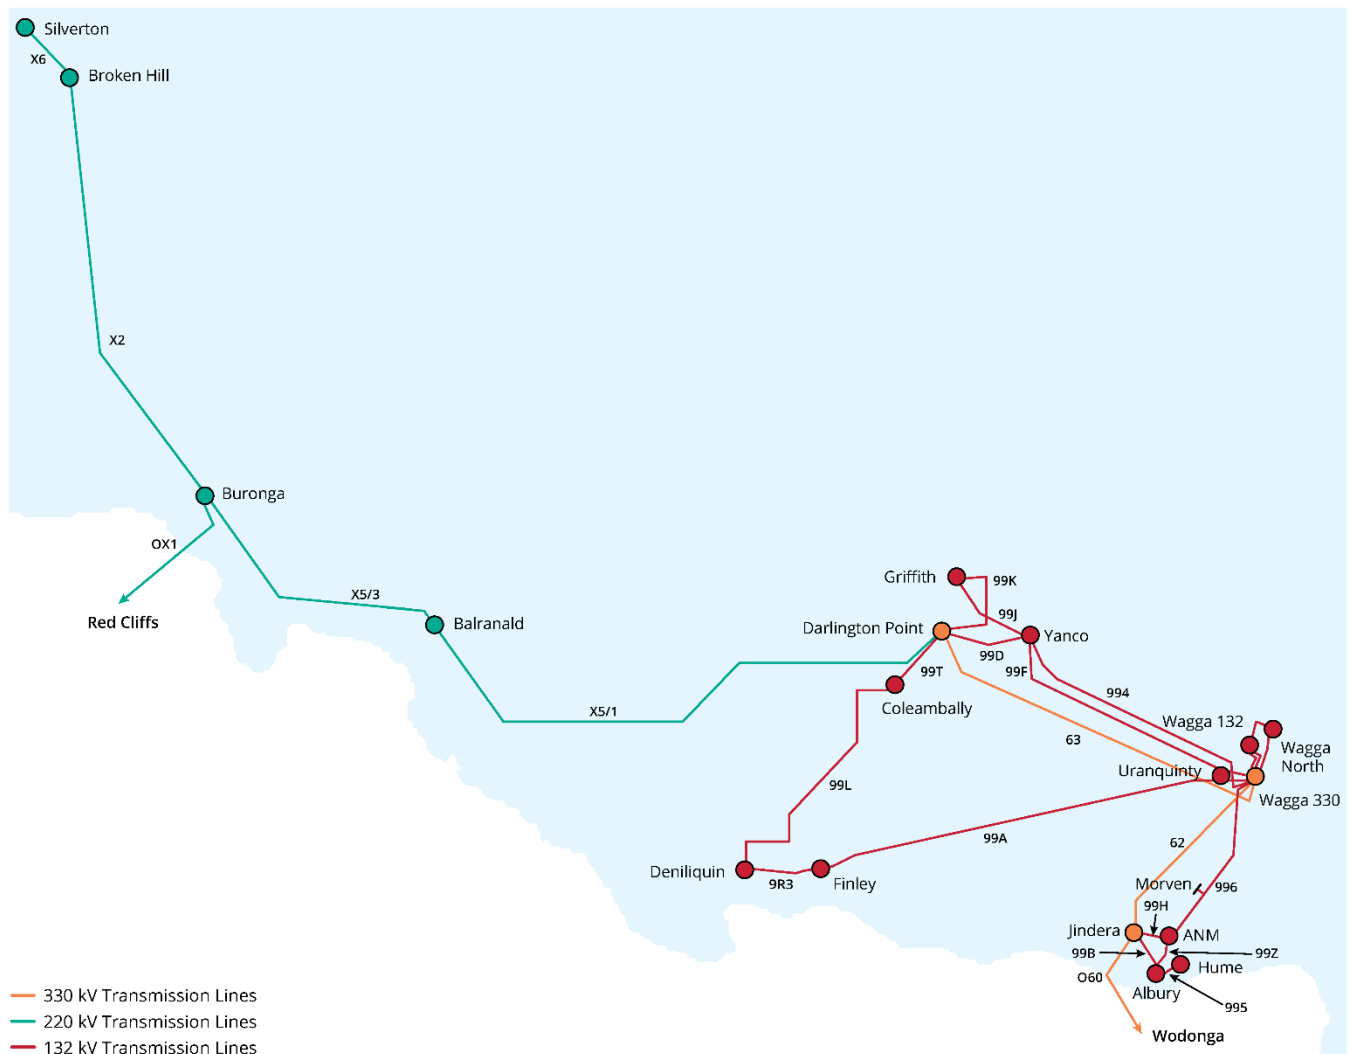 Silverton
X6
Broken Hill
X2
Buronga
OX1
Red Cliffs
X5/3
Balranald
X5/1
Griffith
99K
99J
Darlington Point
Yanco
99D
99T
99F
Coleambally
994
63
Wagga 132
Wagga
North
Uranquinty
Wagga 330
99L
99A
62
Deniliquin
9R3
Finley
Morven
996
99H
Jindera
ANM
99B
99Z
Hume
O60
Albury
995
Wodonga
330 kV Transmission Lines
220 kV Transmission Lines
132 kV Transmission Lines